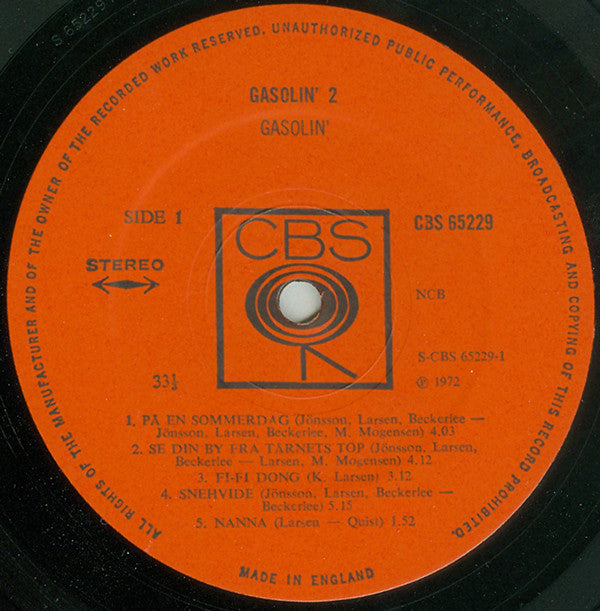 S 65229
ALL RIGHTS OF THE MANUFACTURER AND OF THE OWNER OF THE RECORDED WORK RESERVED. UNAUTHORIZED PUBLIC PERFORMANCE, BROADCASTING AND COPYING OF THIS RECORD PROHIBITED.
GASOLIN' 2
GASOLIN'
SIDE 1
CBS
CBS 65229
STEREO
NCB
S-CBS 65229-1
33⅓
℗ 1972
1. PÅ EN SOMMERDAG (Jönsson, Larsen, Beckerlee —
Jönsson, Larsen, Beckerlee, M. Mogensen) 4.03
2. SE DIN BY FRA TÅRNETS TOP (Jönsson, Larsen,
Beckerlee — Larsen, M. Mogensen) 4.12
3. FI-FI DONG (K. Larsen) 3.12
4. SNEHVIDE (Jönsson, Larsen, Beckerlee —
Beckerlee) 5.15
5. NANNA (Larsen — Quist) 1.52
MADE IN ENGLAND